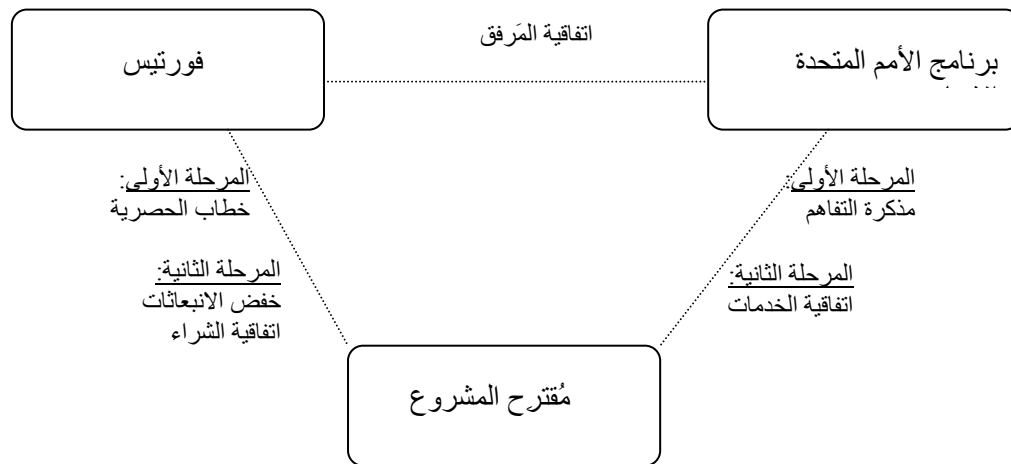 اتفاقية المَرفق
برنامج الأمم المتحدة
فورتيس
المرحلة الأولى:
مذكرة التفاهم
المرحلة الثانية:
اتفاقية الخدمات
المرحلة الأولى:
خطاب الحصرية
المرحلة الثانية:
خفض الانبعاثات
اتفاقية الشراء
مُقترِح المشروع